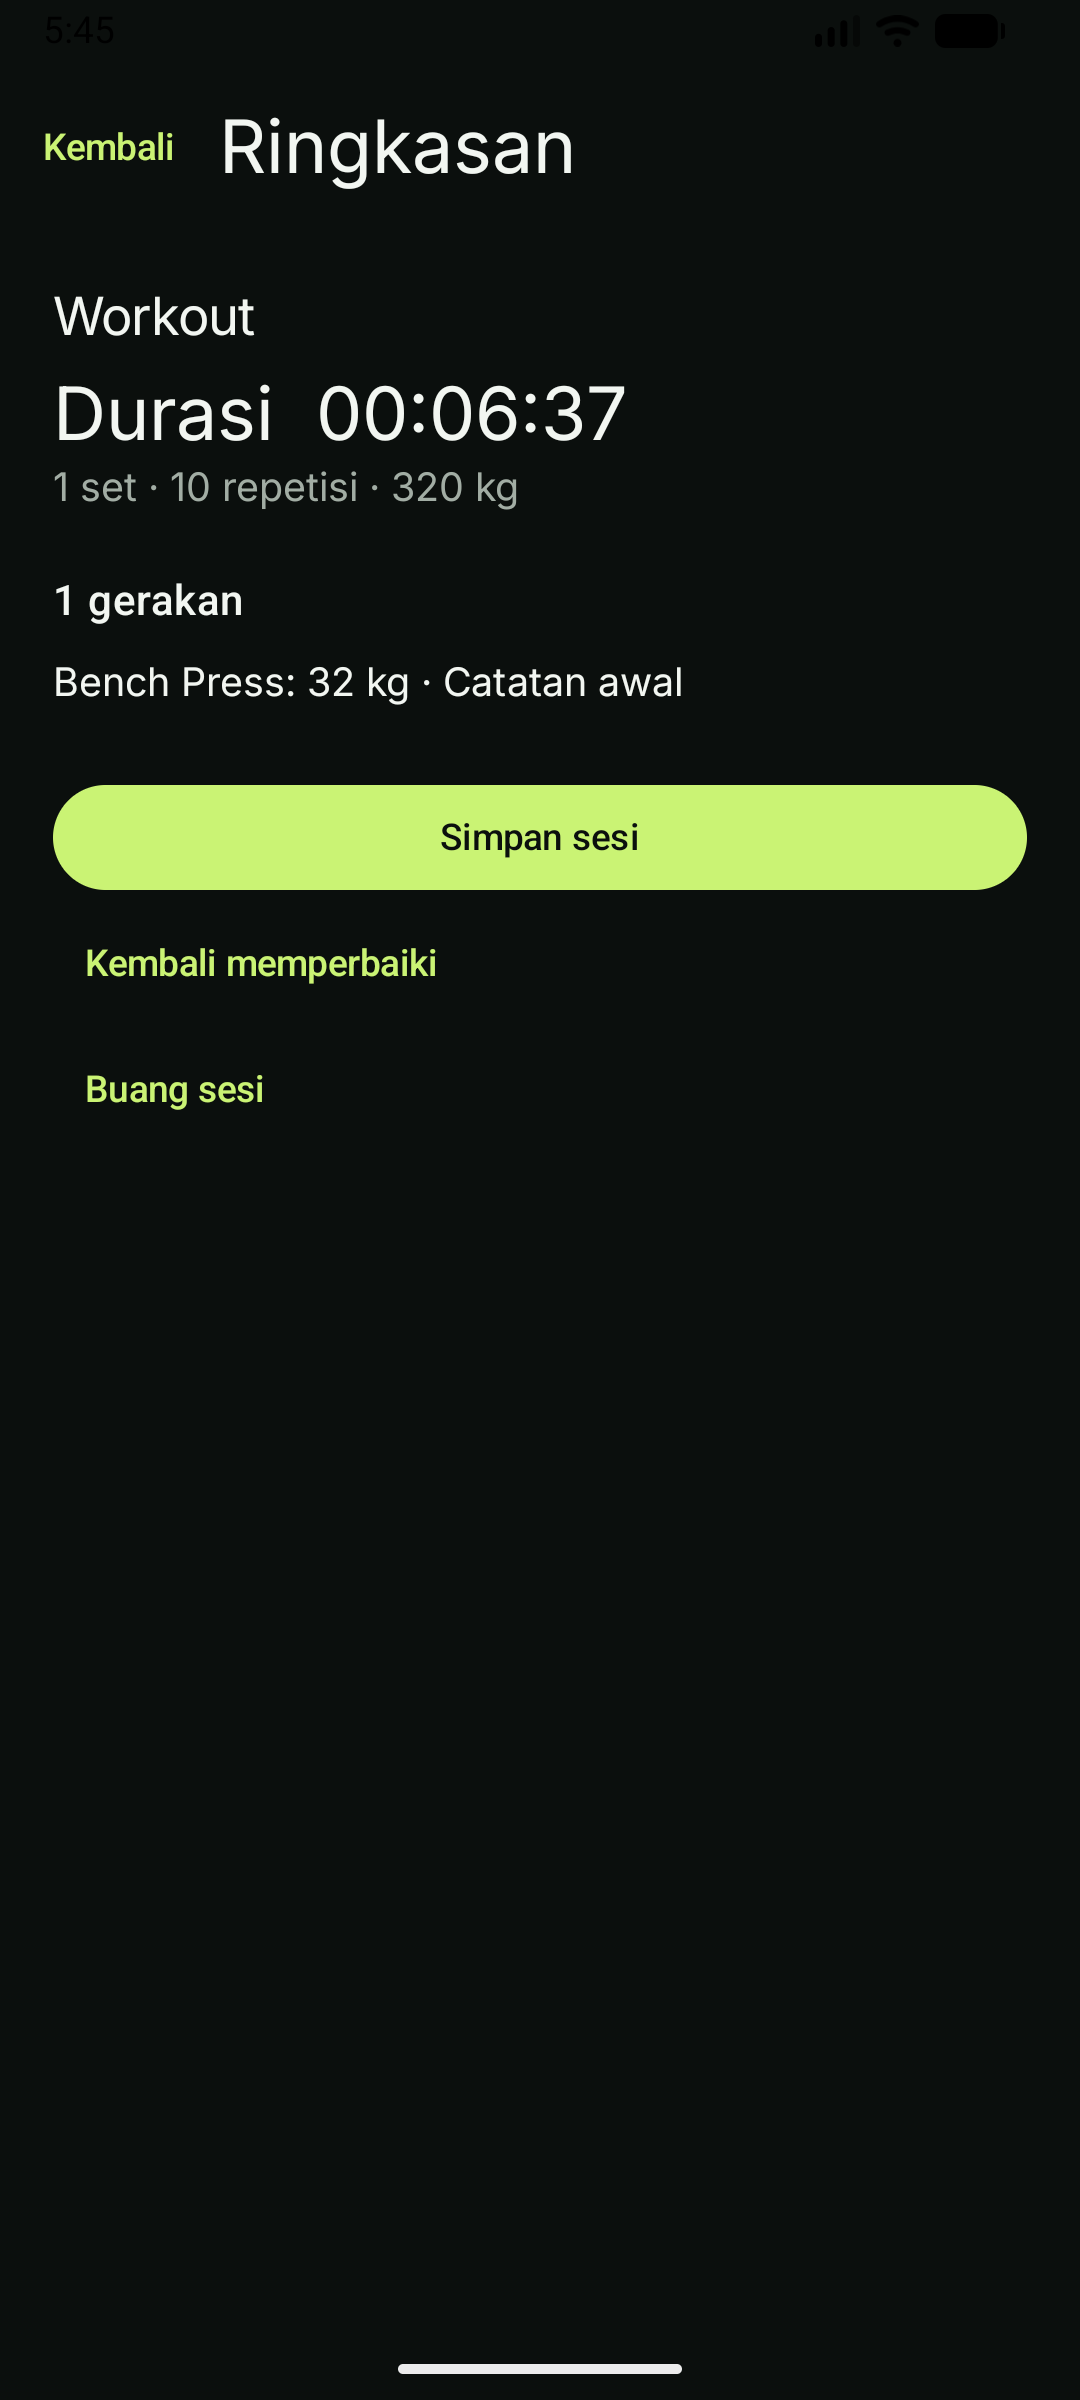 5:45
Kembali Ringkasan
Workout
Durasi 00:06:37
1 set · 10 repetisi · 320 kg
1 gerakan
Bench Press: 32 kg · Catatan awal
Simpan sesi
Kembali memperbaiki
Buang sesi